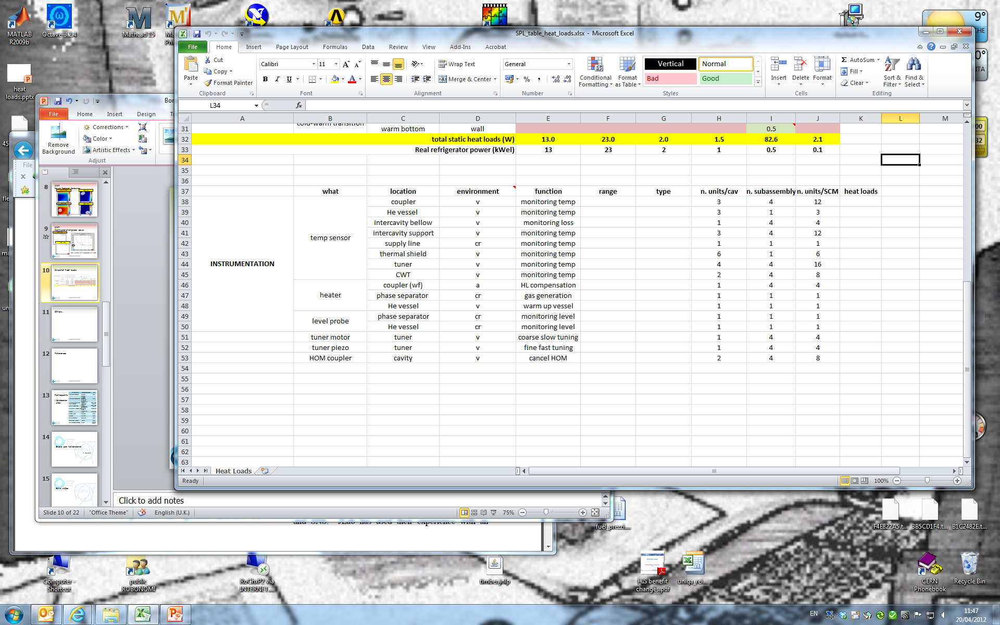 MATLAB R2009b
Octave-3.2.4
Mathcad 15
9°
SPL_table_heat_loads.xlsx - Microsoft Excel
File Home Insert Page Layout Formulas Data Review View Add-Ins Acrobat
Paste
Cut
Copy
Format Painter
Clipboard
Calibri 11
B I U
Font
Wrap Text
Merge & Center
Alignment
General
Number
Conditional Formatting
Format as Table
Vertical Normal
Bad Good
Styles
Insert Delete Format
Cells
AutoSum
Fill
Clear
Sort & Filter
Find & Select
Editing
L34
fx
A B C D E F G H I J K L M
31 cold-warm transition warm bottom wall 0.5
32 total static heat loads (W) 13.0 23.0 2.0 1.5 82.6 2.1
33 Real refrigerator power (kWel) 13 23 2 1 0.5 0.1
34
35
36
37 what location environment function range type n. units/cav n. subassembly n. units/SCM heat loads
38 coupler v monitoring temp 3 4 12
39 He vessel v monitoring temp 3 1 3
40 intercavity bellow v monitoring loss 1 4 4
41 intercavity support v monitoring temp 3 4 12
temp sensor
42 supply line cr monitoring temp 1 1 1
43 thermal shield v monitoring temp 6 1 6
44 INSTRUMENTATION tuner v monitoring temp 4 4 16
45 CWT v monitoring temp 2 4 8
46 coupler (wf) a HL compensation 1 4 4
47 heater phase separator cr gas generation 1 1 1
48 He vessel v warm up vessel 1 1 1
49 phase separator cr monitoring level 1 1 1
level probe
50 He vessel cr monitoring level 1 1 1
51 tuner motor tuner v coarse slow tuning 1 4 4
52 tuner piezo tuner v fine fast tuning 1 4 4
53 HOM coupler cavity v cancel HOM 2 4 8
54
55
56
57
58
59
60
61
62
63
Heat Loads
Ready
100%
heat loads.pptx
File Home Insert Design
Remove Background
Corrections
Color
Artistic Effects
Adjust
File
8
9
10
11
12
13
14
15
Click to add notes
Slide 10 of 22 "Office Theme" English (U.K.) 75%
and SNS. JLab has used their experience with an
fuel_prezzi....
F4E822A5.t...
3B5CD1F4.t...
B1C2482E.t...
Computer - Shortcut
public ROBONOMI
RoGhxP2 via INTERNET....
timber.jnlp
HIS benefit changes.pdf
uniqa_rei...
CERN Phonebook
Recycle Bin
EN
11:47
20/04/2012